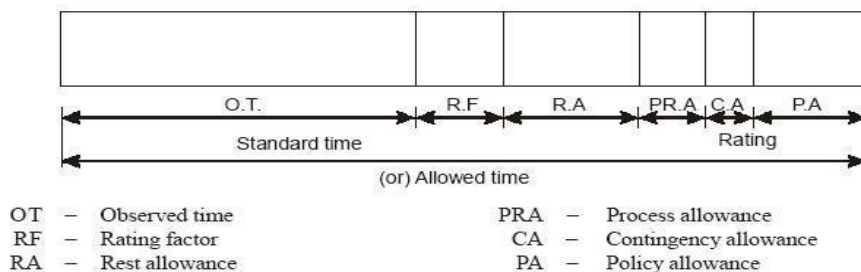 O.T. R.F R.A PR.A C.A P.A
Standard time Rating
(or) Allowed time
OT – Observed time PRA – Process allowance
RF – Rating factor CA – Contingency allowance
RA – Rest allowance PA – Policy allowance